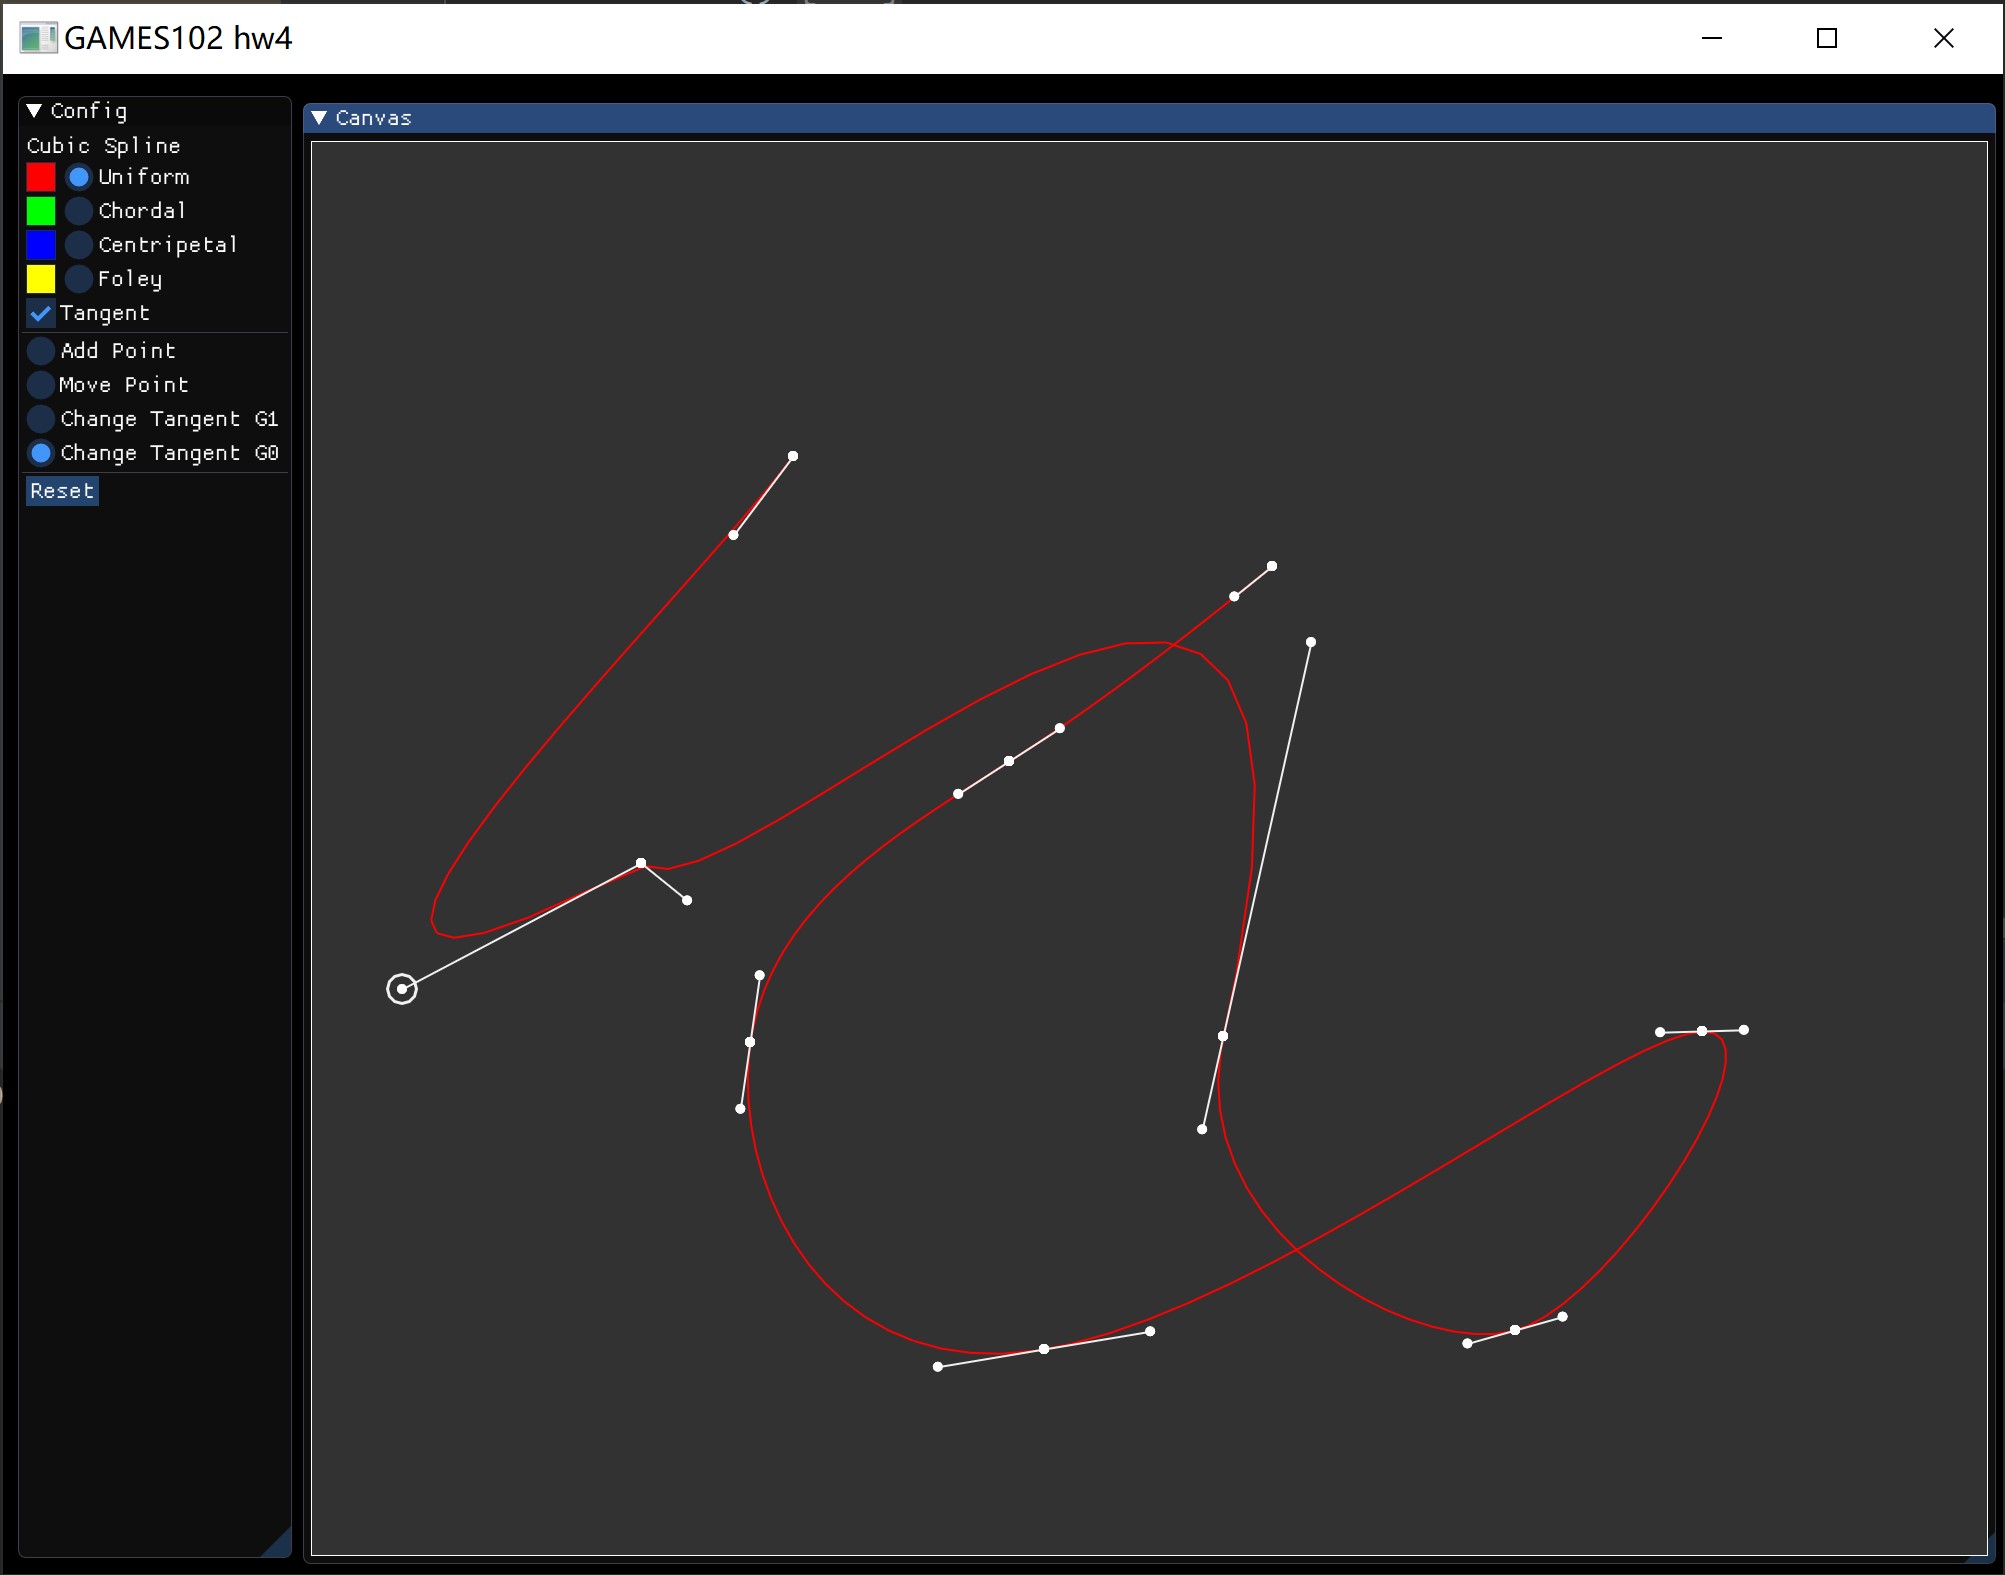 GAMES102 hw4
Config
Cubic Spline
Uniform
Chordal
Centripetal
Foley
Tangent
Add Point
Move Point
Change Tangent G1
Change Tangent G0
Reset
Canvas